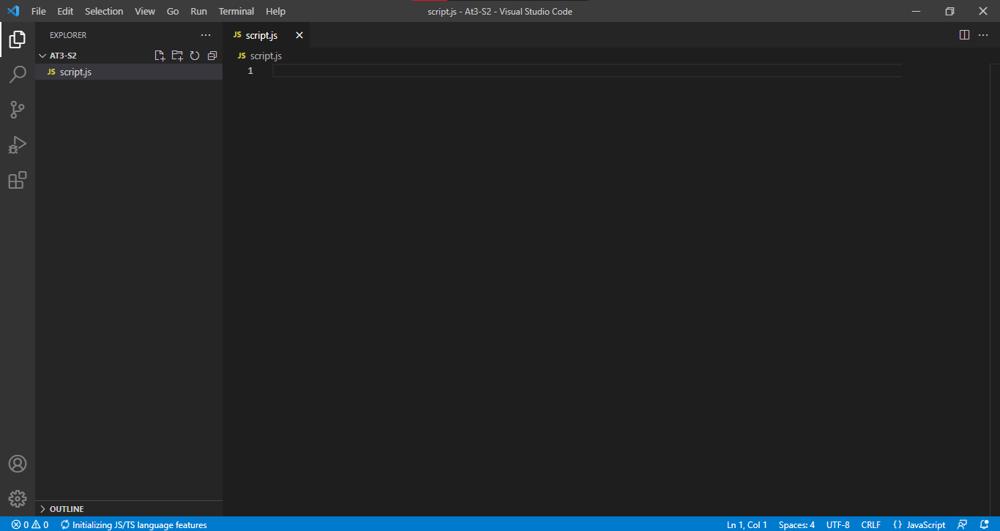 File Edit Selection View Go Run Terminal Help script.js - At3-S2 - Visual Studio Code
EXPLORER
JS script.js
AT3-S2
JS script.js
JS script.js
1
OUTLINE
0 0 Initializing JS/TS language features Ln 1, Col 1 Spaces: 4 UTF-8 CRLF {} JavaScript